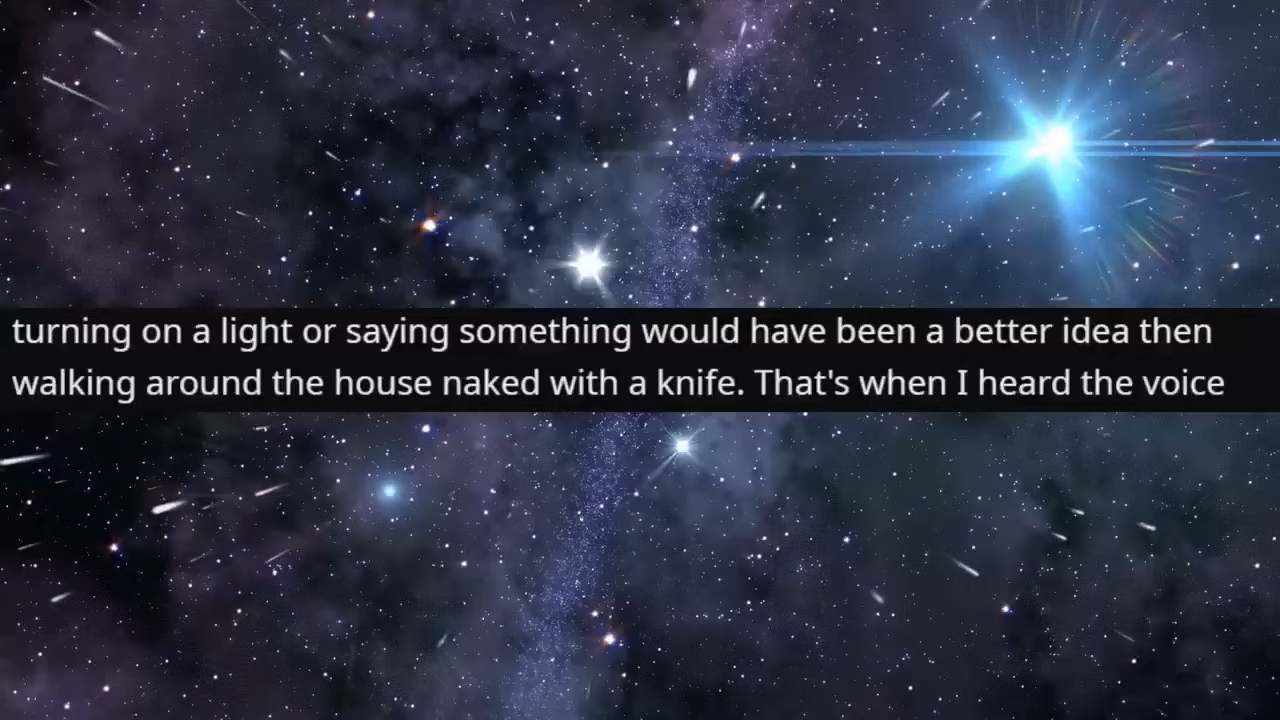 turning on a light or saying something would have been a better idea then
walking around the house naked with a knife. That's when I heard the voice